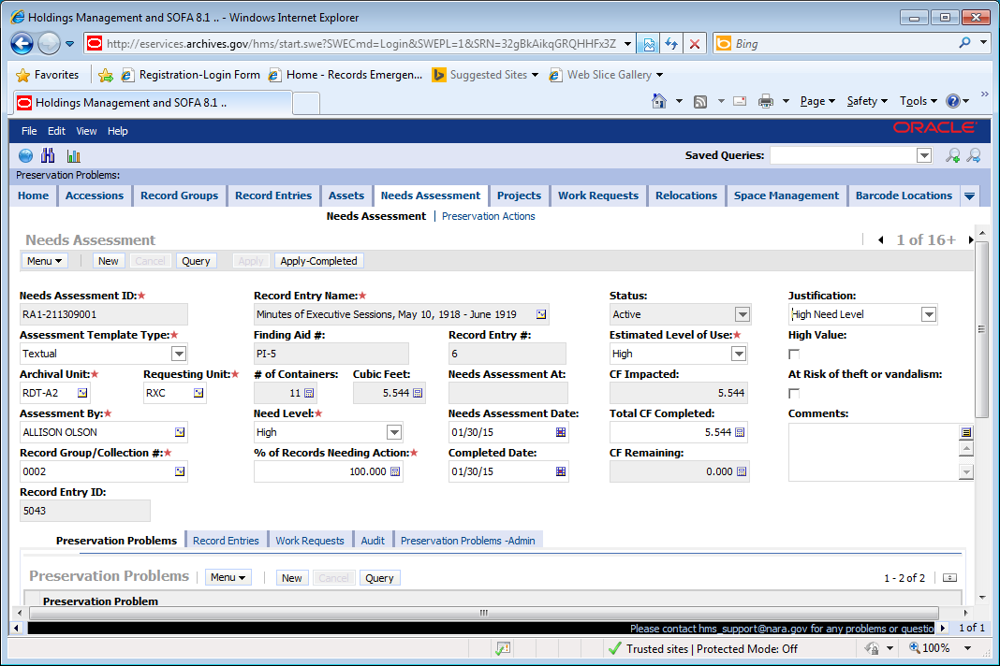 Holdings Management and SOFA 8.1 .. - Windows Internet Explorer
http://eservices.archives.gov/hms/start.swe?SWECmd=Login&SWEPL=1&SRN=32gBkAikqGRQHHFx3Z
Bing
Favorites Registration-Login Form Home - Records Emergen... Suggested Sites Web Slice Gallery
Holdings Management and SOFA 8.1 .. Page Safety Tools
File Edit View Help ORACLE
Saved Queries:
Preservation Problems:
Home Accessions Record Groups Record Entries Assets Needs Assessment Projects Work Requests Relocations Space Management Barcode Locations
Needs Assessment | Preservation Actions
Needs Assessment 1 of 16+
Menu New Cancel Query Apply Apply-Completed
Needs Assessment ID:* Record Entry Name:* Status: Justification:
RA1-211309001 Minutes of Executive Sessions, May 10, 1918 - June 1919 Active High Need Level
Assessment Template Type:* Finding Aid #: Record Entry #: Estimated Level of Use:* High Value:
Textual PI-5 6 High
Archival Unit:* Requesting Unit:* # of Containers: Cubic Feet: Needs Assessment At: CF Impacted: At Risk of theft or vandalism:
RDT-A2 RXC 11 5.544 5.544
Assessment By:* Need Level:* Needs Assessment Date: Total CF Completed: Comments:
ALLISON OLSON High 01/30/15 5.544
Record Group/Collection #:* % of Records Needing Action:* Completed Date: CF Remaining:
0002 100.000 01/30/15 0.000
Record Entry ID:
5043
Preservation Problems Record Entries Work Requests Audit Preservation Problems -Admin
Preservation Problems Menu New Cancel Query 1 - 2 of 2
Preservation Problem
Please contact hms_support@nara.gov for any problems or questio 1 of 1
Trusted sites | Protected Mode: Off 100%